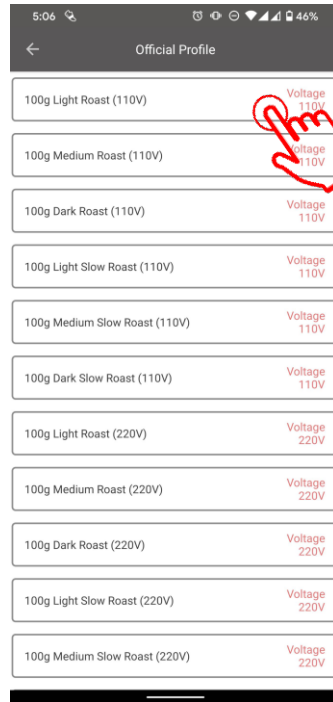 5:06 46%
Official Profile
100g Light Roast (110V) Voltage
110V
100g Medium Roast (110V) Voltage
110V
100g Dark Roast (110V) Voltage
110V
100g Light Slow Roast (110V) Voltage
110V
100g Medium Slow Roast (110V) Voltage
110V
100g Dark Slow Roast (110V) Voltage
110V
100g Light Roast (220V) Voltage
220V
100g Medium Roast (220V) Voltage
220V
100g Dark Roast (220V) Voltage
220V
100g Light Slow Roast (220V) Voltage
220V
100g Medium Slow Roast (220V) Voltage
220V